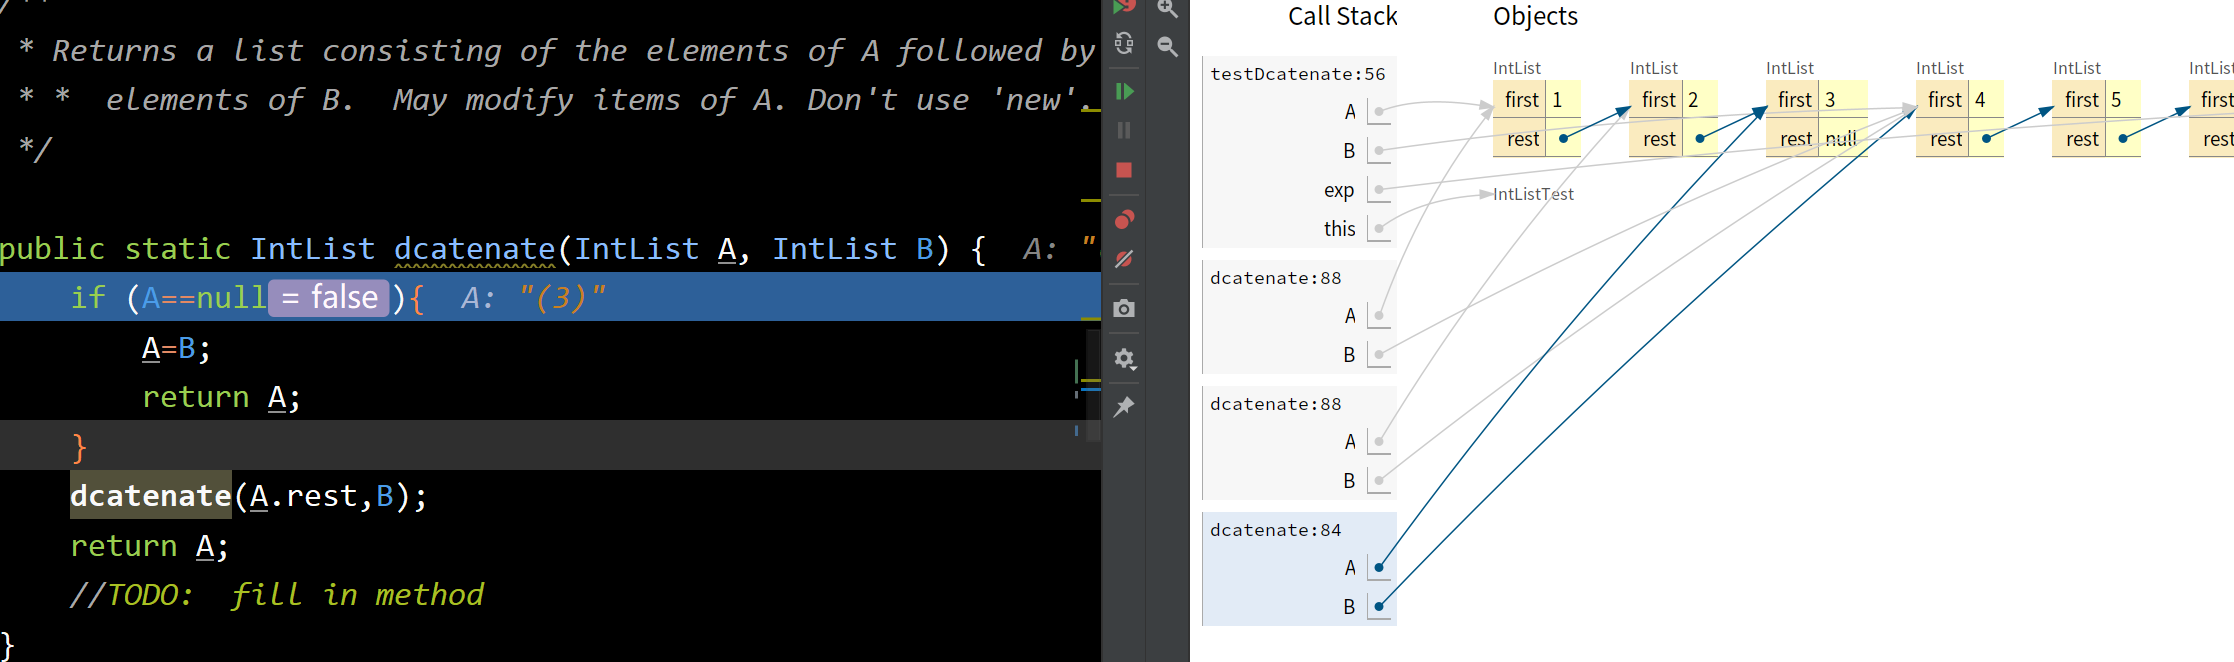 /**
* Returns a list consisting of the elements of A followed by
* *  elements of B.  May modify items of A. Don't use 'new'.
*/
public static IntList dcatenate(IntList A, IntList B) {  A: "
if (A==null = false ){  A: "(3)"
A=B;
return A;
}
dcatenate(A.rest,B);
return A;
//TODO:  fill in method
}
Call Stack
Objects
testDcatenate:56
A
B
exp
this
dcatenate:88
A
B
dcatenate:88
A
B
dcatenate:84
A
B
IntList IntList IntList IntList IntList IntList
first 1 first 2 first 3 first 4 first 5 first
rest rest rest null rest rest rest
IntListTest